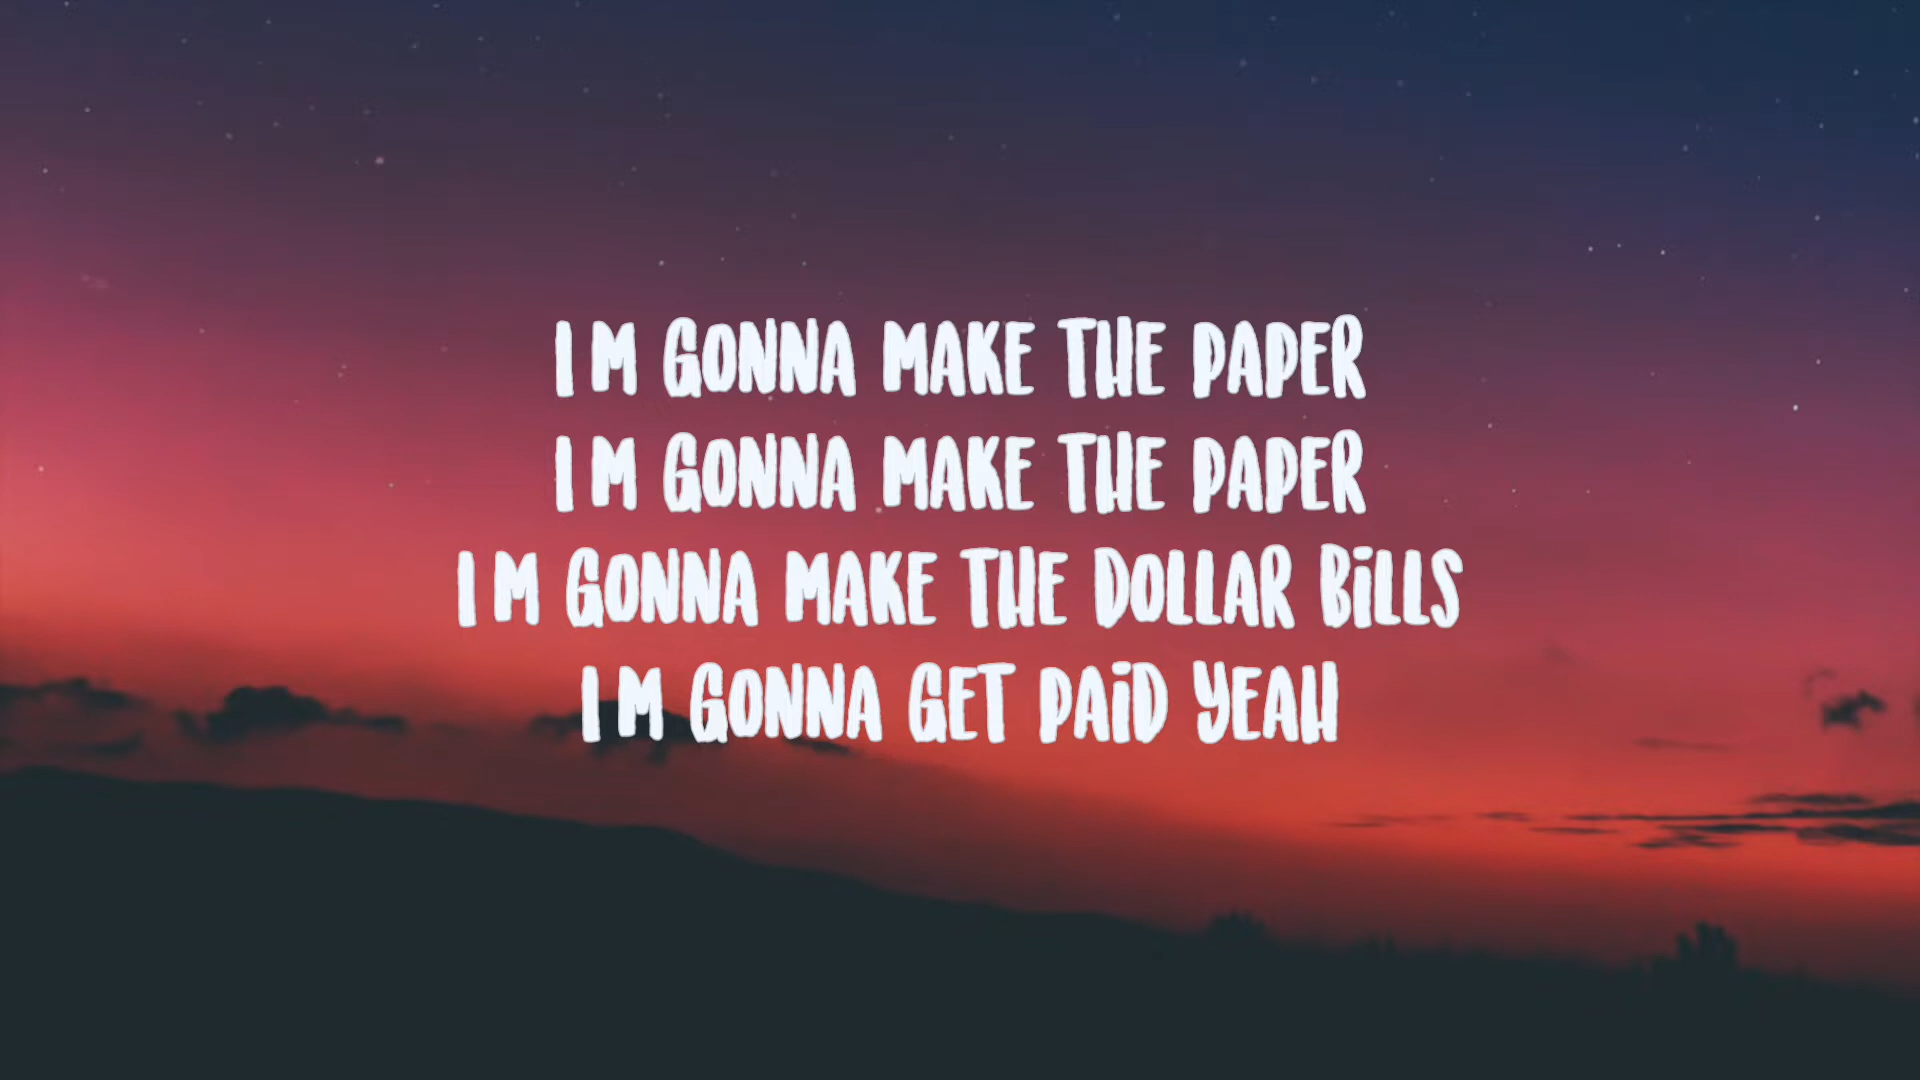 I M GONNA MAKE THE PAPER
I M GONNA MAKE THE PAPER
I M GONNA MAKE THE DOLLAR BiLLS
I M GONNA GET PAiD YEAH